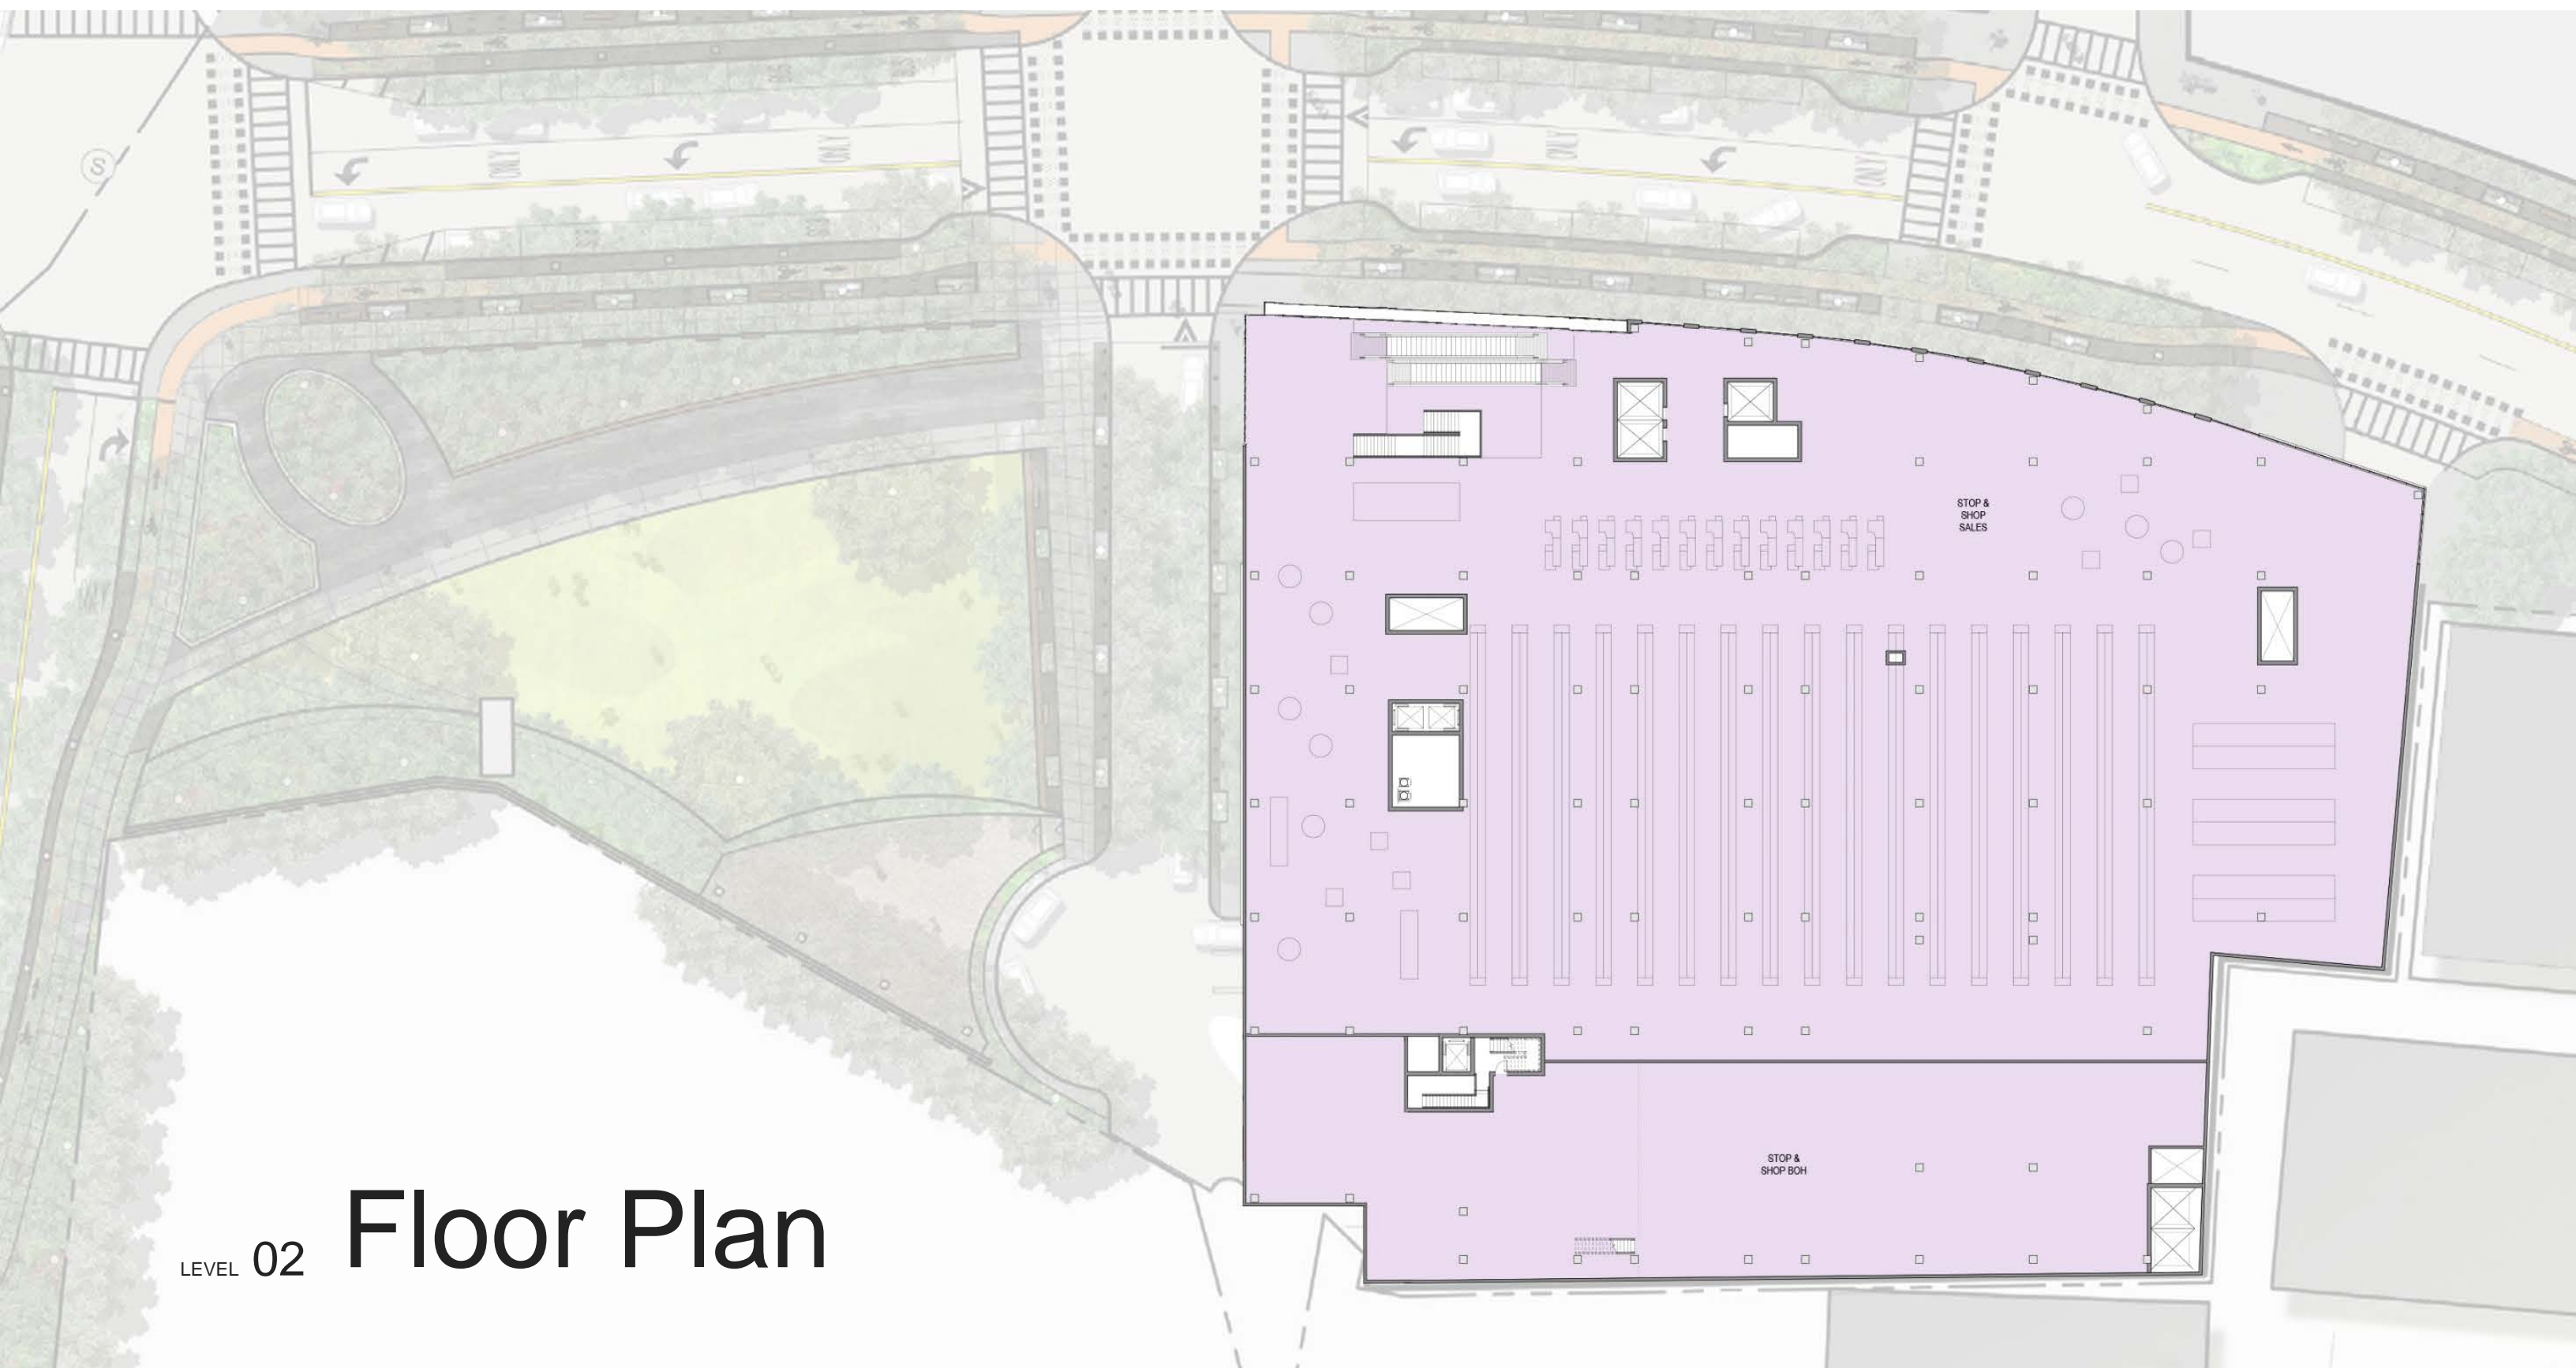 S
ONLY
ONLY
ONLY
ONLY
STOP &
SHOP
SALES
STOP &
SHOP BOH
LEVEL 02 Floor Plan